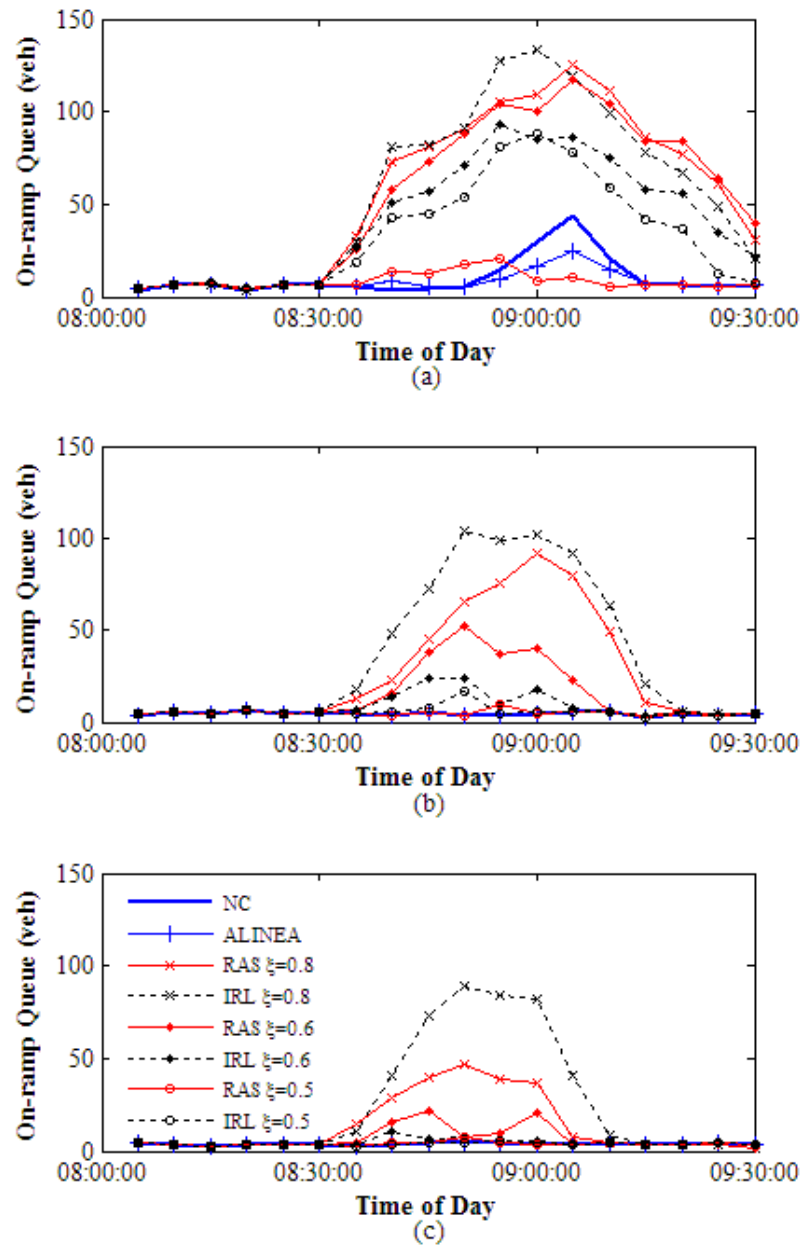 150
100
50
0
On-ramp Queue (veh)
08:00:00 08:30:00 09:00:00 09:30:00
Time of Day
(a)
150
100
50
0
On-ramp Queue (veh)
08:00:00 08:30:00 09:00:00 09:30:00
Time of Day
(b)
150
100
50
0
On-ramp Queue (veh)
NC
ALINEA
RAS ξ=0.8
IRL ξ=0.8
RAS ξ=0.6
IRL ξ=0.6
RAS ξ=0.5
IRL ξ=0.5
08:00:00 08:30:00 09:00:00 09:30:00
Time of Day
(c)